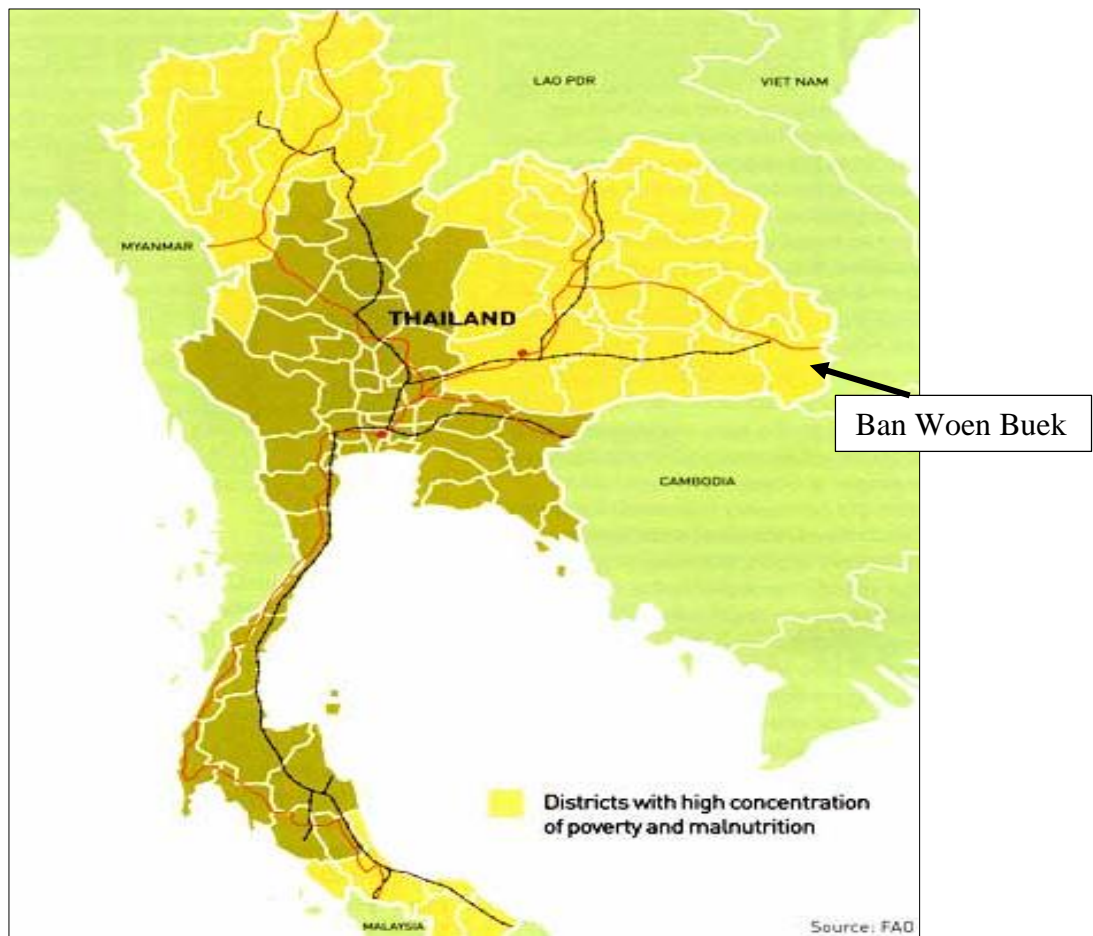 LAO PDR
VIET NAM
MYANMAR
THAILAND
Ban Woen Buek
CAMBODIA
Districts with high concentration
of poverty and malnutrition
MALAYSIA
Source: FAO